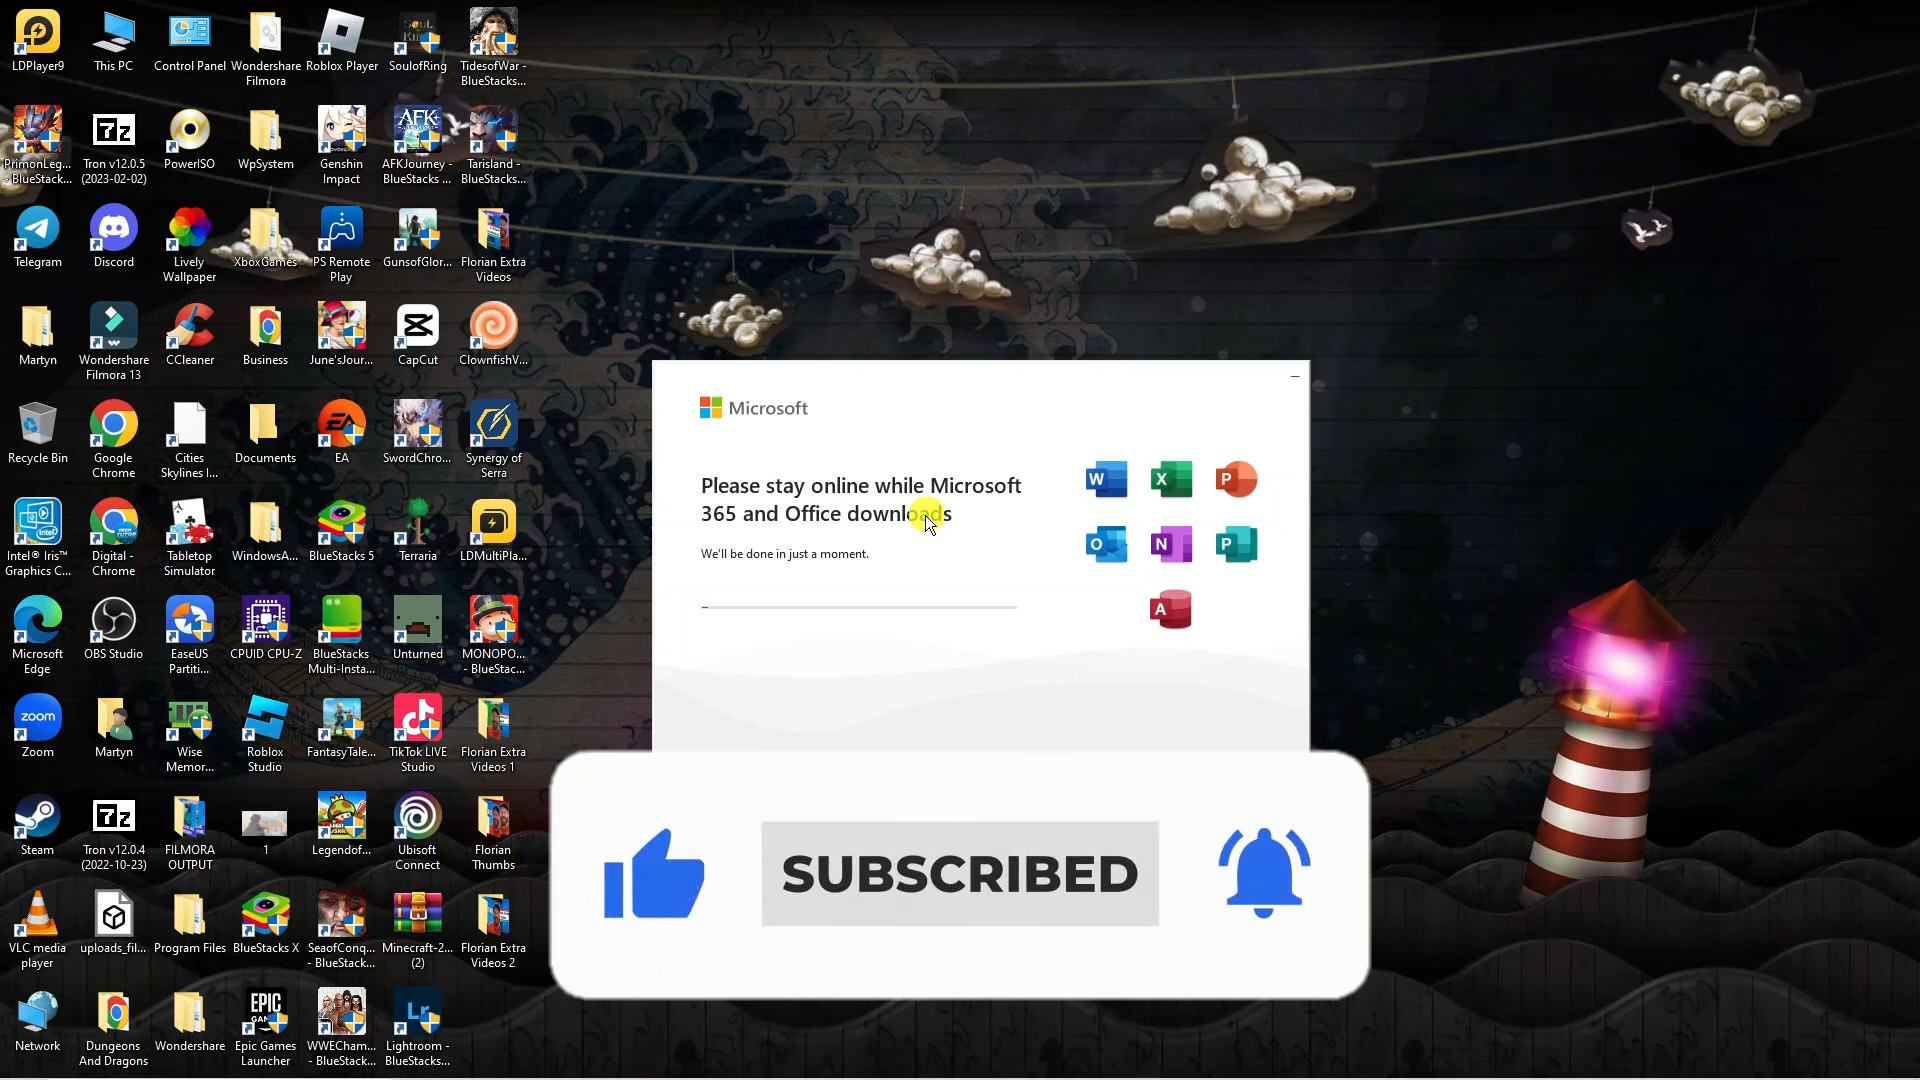 LDPlayer9
This PC
Control Panel
Wondershare
Filmora
Roblox Player
SoulofRing
TidesofWar -
BlueStacks...
PrimonLeg...
- BlueStack...
Tron v12.0.5
(2023-02-02)
PowerISO
WpSystem
Genshin
Impact
AFKJourney -
BlueStacks ...
Tarisland -
BlueStacks...
Telegram
Discord
Lively
Wallpaper
XboxGames
PS Remote
Play
GunsofGlor...
Florian Extra
Videos
Martyn
Wondershare
Filmora 13
CCleaner
Business
June'sJour...
CapCut
ClownfishV...
Recycle Bin
Google
Chrome
Cities
Skylines I...
Documents
EA
SwordChro...
Synergy of
Serra
Intel® Iris™
Graphics C...
Digital -
Chrome
Tabletop
Simulator
WindowsA...
BlueStacks 5
Terraria
LDMultiPla...
Microsoft
Edge
OBS Studio
EaseUS
Partiti...
CPUID CPU-Z
BlueStacks
Multi-Insta...
Unturned
MONOPO...
- BlueStac...
Zoom
Martyn
Wise
Memor...
Roblox
Studio
FantasyTale...
TikTok LIVE
Studio
Florian Extra
Videos 1
Steam
Tron v12.0.4
(2022-10-23)
FILMORA
OUTPUT
1
Legendof...
Ubisoft
Connect
Florian
Thumbs
VLC media
player
uploads_fil...
Program Files
BlueStacks X
SeaofConq...
- BlueStack...
Minecraft-2...
(2)
Florian Extra
Videos 2
Network
Dungeons
And Dragons
Wondershare
Epic Games
Launcher
WWECham...
- BlueStack...
Lightroom -
BlueStacks...
Microsoft
Please stay online while Microsoft
365 and Office downloads
We'll be done in just a moment.
W X P
O N P
A
SUBSCRIBED